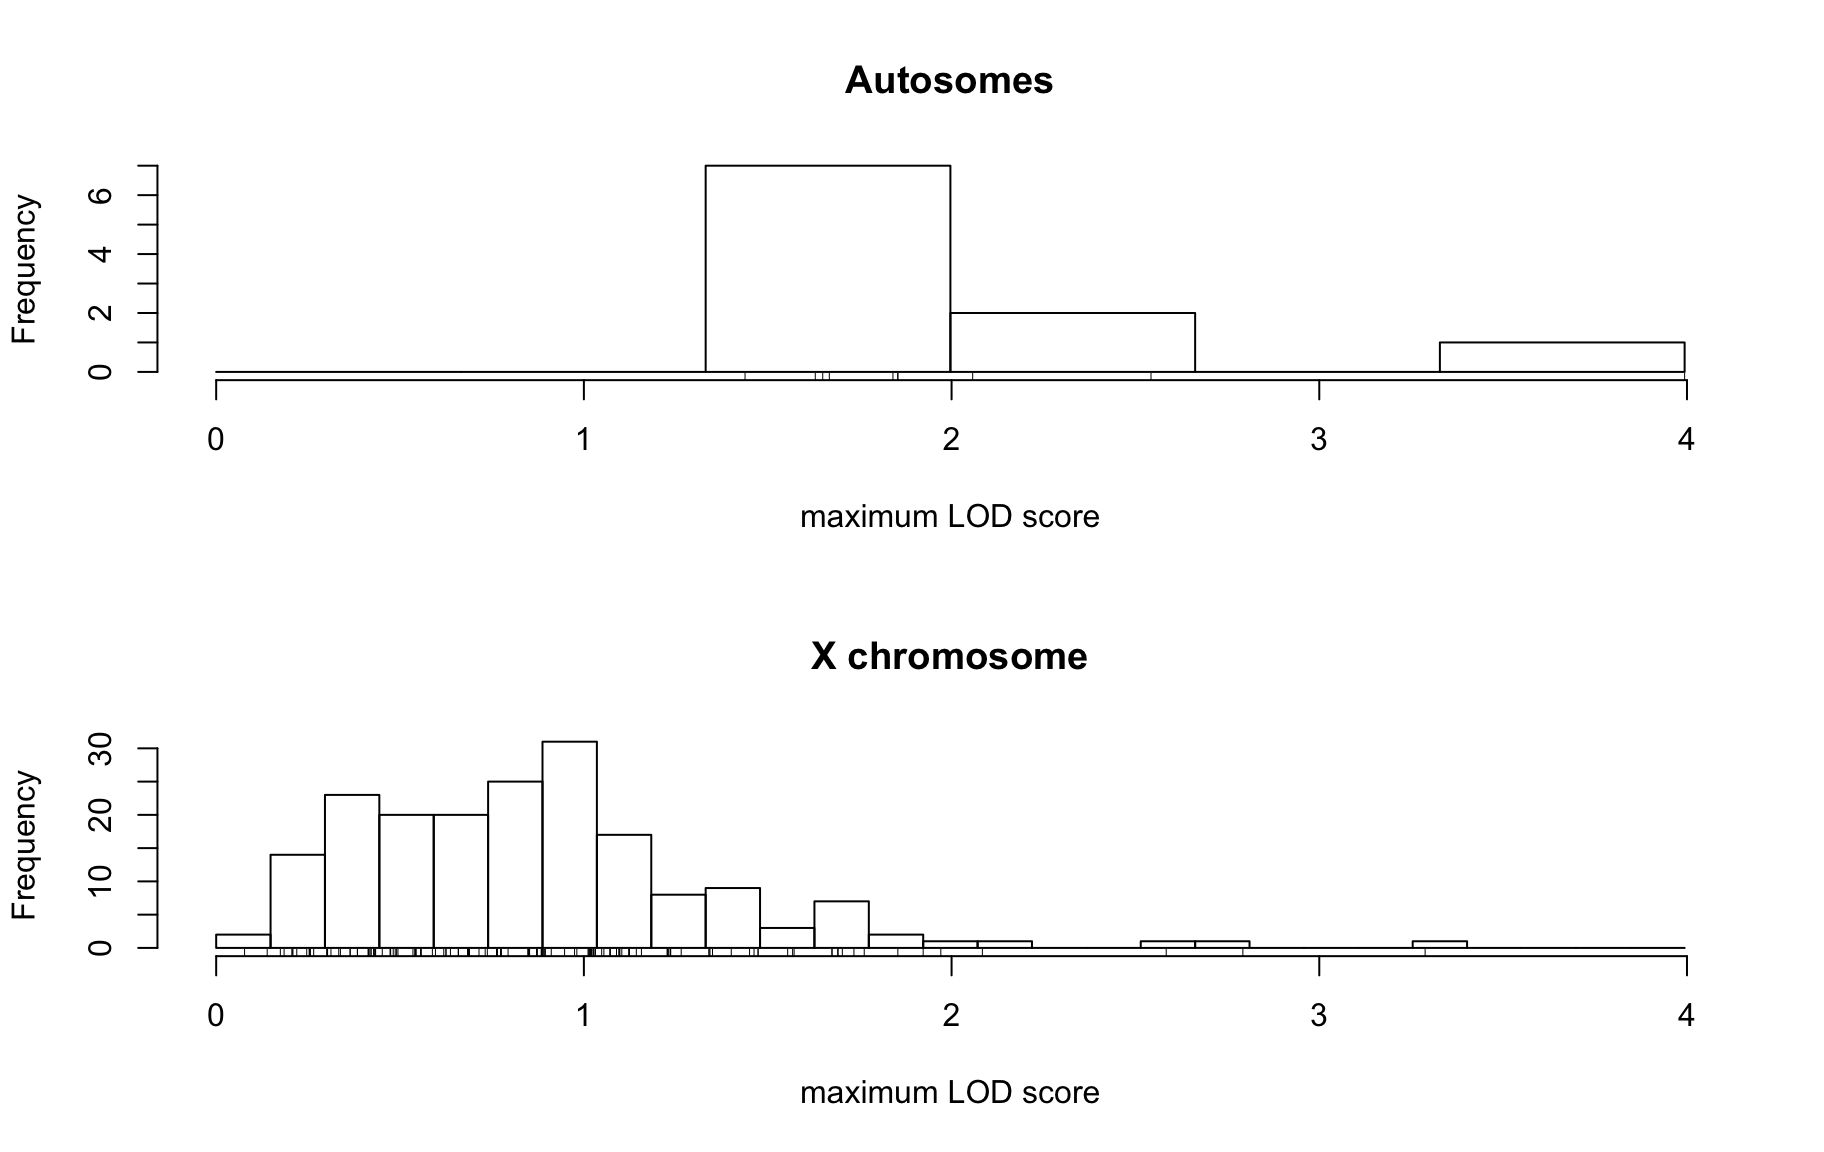 Autosomes
Frequency
6
4
2
0
0 1 2 3 4
maximum LOD score
X chromosome
Frequency
30
20
10
0
0 1 2 3 4
maximum LOD score